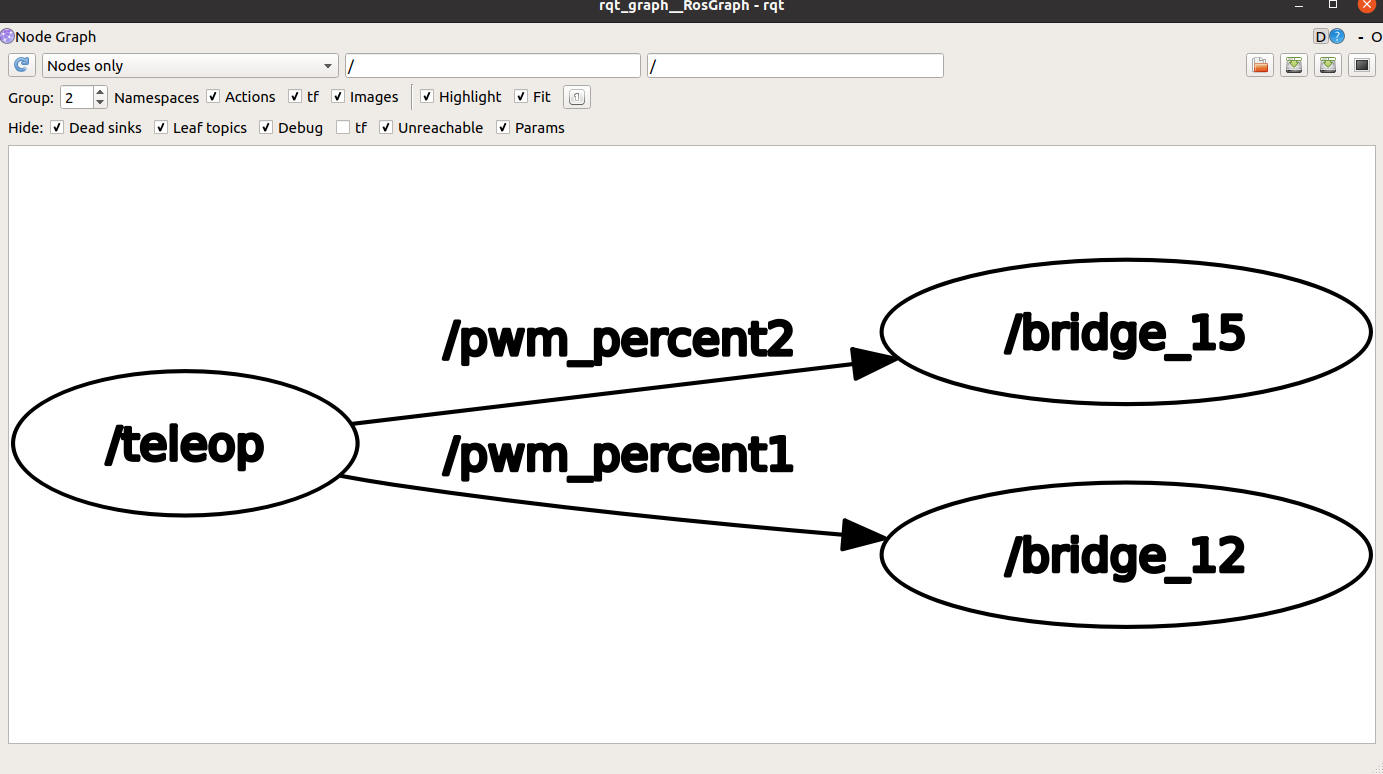 rqt_graph__RosGraph - rqt
Node Graph D ? - O
Nodes only / /
Group: 2 Namespaces Actions tf Images Highlight Fit
Hide: Dead sinks Leaf topics Debug tf Unreachable Params
/pwm_percent2
/bridge_15
/teleop
/pwm_percent1
/bridge_12